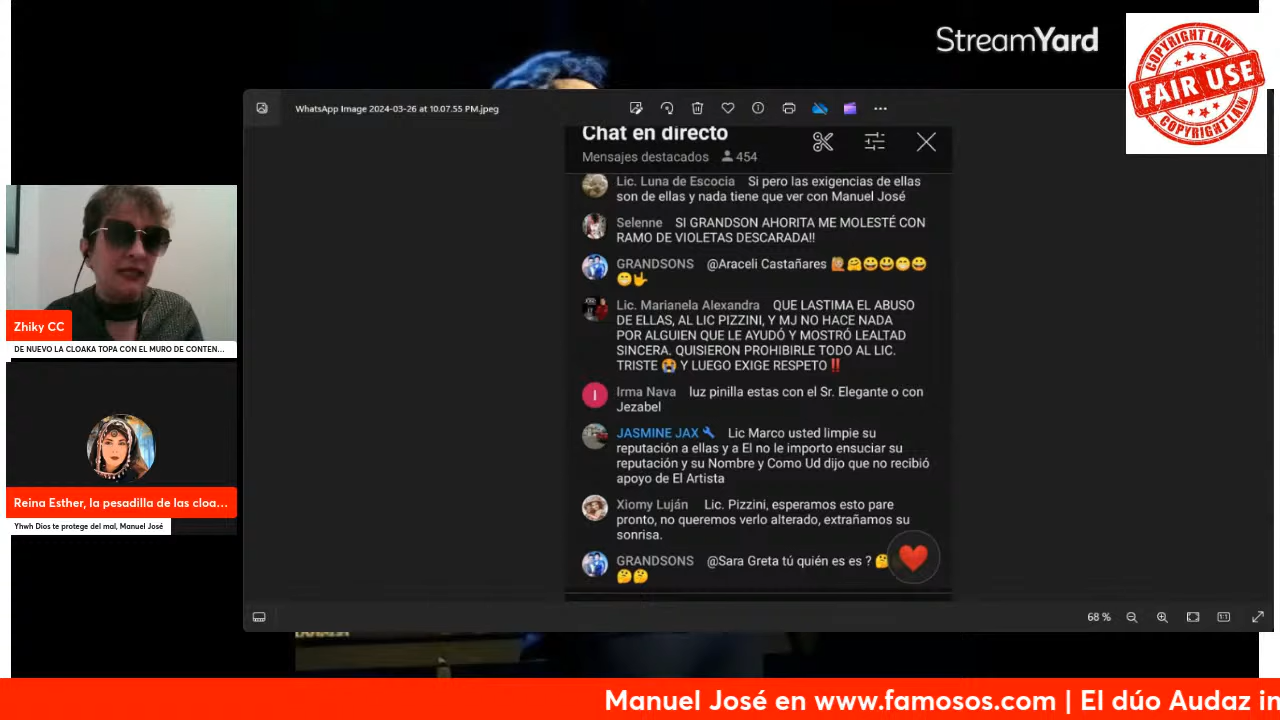 StreamYard
COPYRIGHT LAW
FAIR USE
COPYRIGHT LAW
WhatsApp Image 2024-03-26 at 10.07.55 PM.jpeg
Chat en directo
Mensajes destacados 454
Lic. Luna de Escocia Si pero las exigencias de ellas
son de ellas y nada tiene que ver con Manuel José
Selenne SI GRANDSON AHORITA ME MOLESTÉ CON
RAMO DE VIOLETAS DESCARADA!!
GRANDSONS @Araceli Castañares 🙋🏼🤗😀😃😁😀
😁🤟
Lic. Marianela Alexandra QUE LASTIMA EL ABUSO
DE ELLAS, AL LIC PIZZINI, Y MJ NO HACE NADA
POR ALGUIEN QUE LE AYUDÓ Y MOSTRÓ LEALTAD
SINCERA. QUISIERON PROHIBIRLE TODO AL LIC.
TRISTE 😭 Y LUEGO EXIGE RESPETO ‼️
I
Irma Nava luz pinilla estas con el Sr. Elegante o con
Jezabel
JASMINE JAX Lic Marco usted limpie su
reputación a ellas y a El no le importo ensuciar su
reputación y su Nombre y Como Ud dijo que no recibió
apoyo de El Artista
Xiomy Luján Lic. Pizzini, esperamos esto pare
pronto, no queremos verlo alterado, extrañamos su
sonrisa.
GRANDSONS @Sara Greta tú quién es es ? 🤔
🤔🤔
68 %
1:1
Zhiky CC
DE NUEVO LA CLOAKA TOPA CON EL MURO DE CONTEN...
Reina Esther, la pesadilla de las cloa...
Yhwh Dios te protege del mal, Manuel José
Manuel José en www.famosos.com | El dúo Audaz in